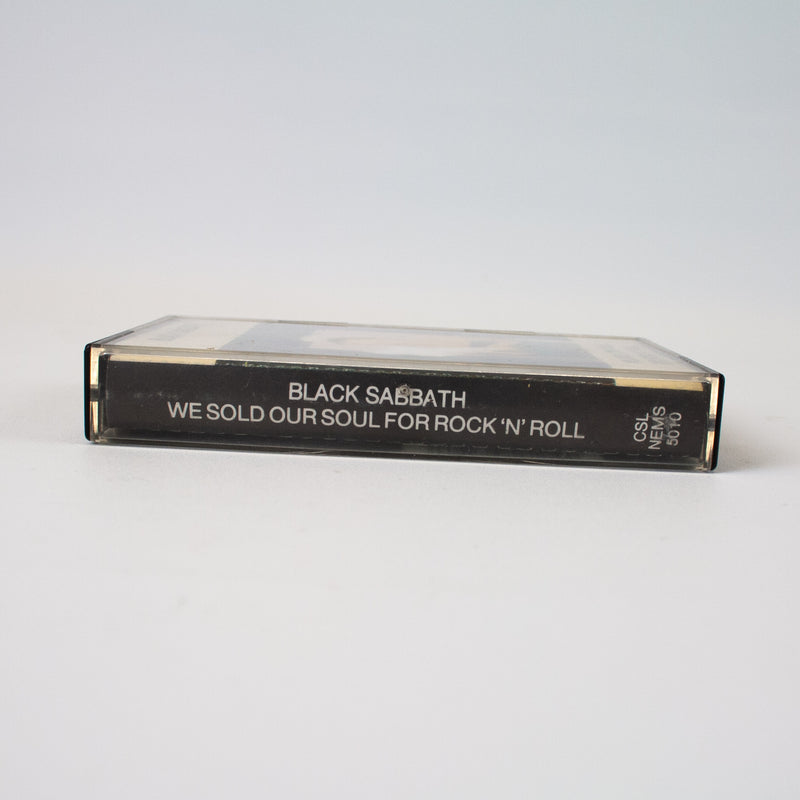 BLACK SABBATH
WE SOLD OUR SOUL FOR ROCK 'N' ROLL
CSL
NEMS
5010